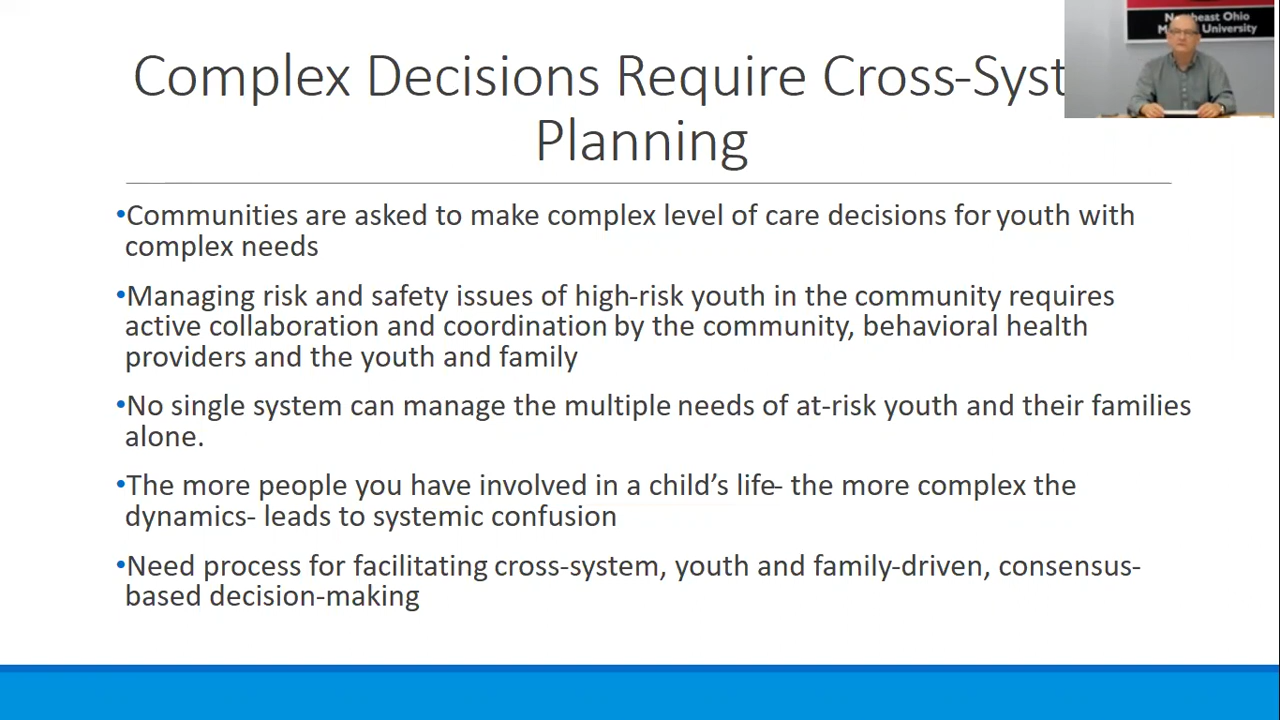 Northeast Ohio
University
Complex Decisions Require Cross-Syst
Planning
•Communities are asked to make complex level of care decisions for youth with
complex needs
•Managing risk and safety issues of high-risk youth in the community requires
active collaboration and coordination by the community, behavioral health
providers and the youth and family
•No single system can manage the multiple needs of at-risk youth and their families
alone.
•The more people you have involved in a child’s life- the more complex the
dynamics- leads to systemic confusion
•Need process for facilitating cross-system, youth and family-driven, consensus-
based decision-making